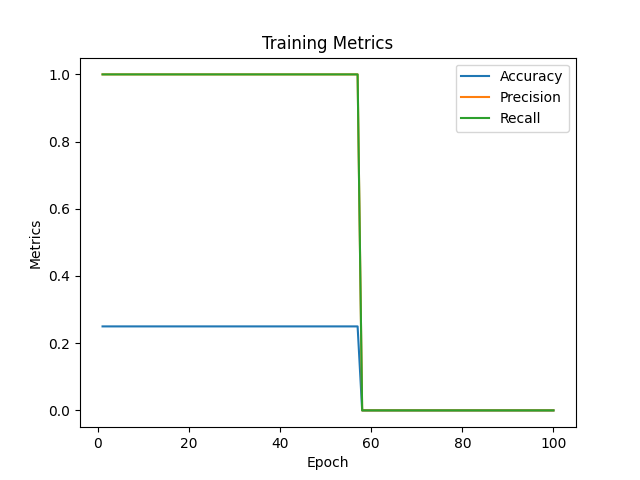 Training Metrics
1.0
0.8
0.6
0.4
0.2
0.0
Metrics
Accuracy
Precision
Recall
0 20 40 60 80 100
Epoch